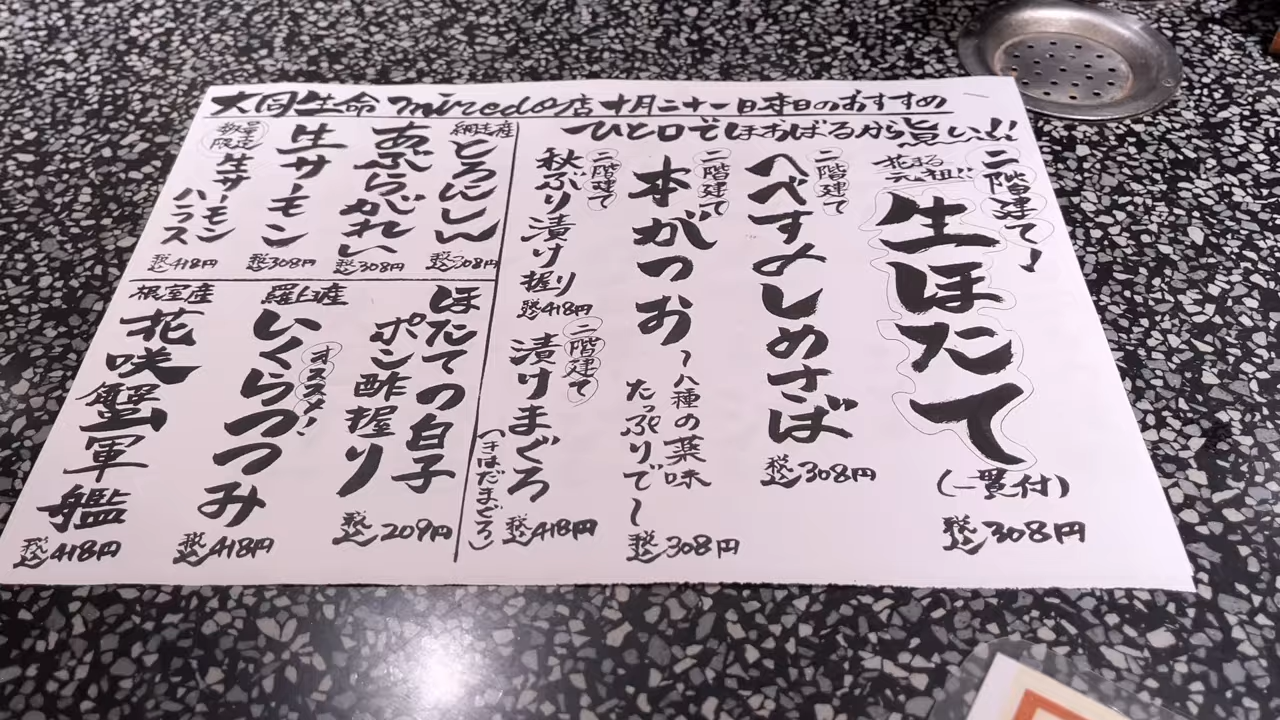 大同生命miredo店十月二十一日本日のおすすめ
ひと口でほおばるから旨い!!
二階建て!
花まる
元祖!!
生ほたて
(一貫付)
税込308円
二階建て
へべす〆しめさば
税込308円
二階建て
本がつお
〜八種の薬味
たっぷりで〜
税込308円
二階建て
秋ぶり漬け握り
税込418円
二階建て
漬けまぐろ
(きはだまぐろ)
税込418円
網走産
とろにしん
税込308円
あぶらがれい
税込308円
生サーモン
税込308円
数量
限定
生サーモン
ハラス
税込418円
ほたての白子
ポン酢握り
税込209円
羅臼産
いくらつつみ
オススメ!
税込418円
根室産
花咲蟹軍艦
税込418円